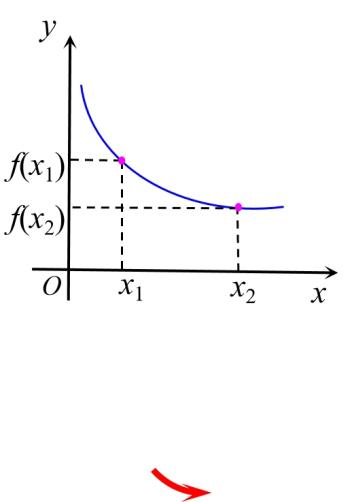 y
f(x₁)
f(x₂)
O x₁ x₂ x